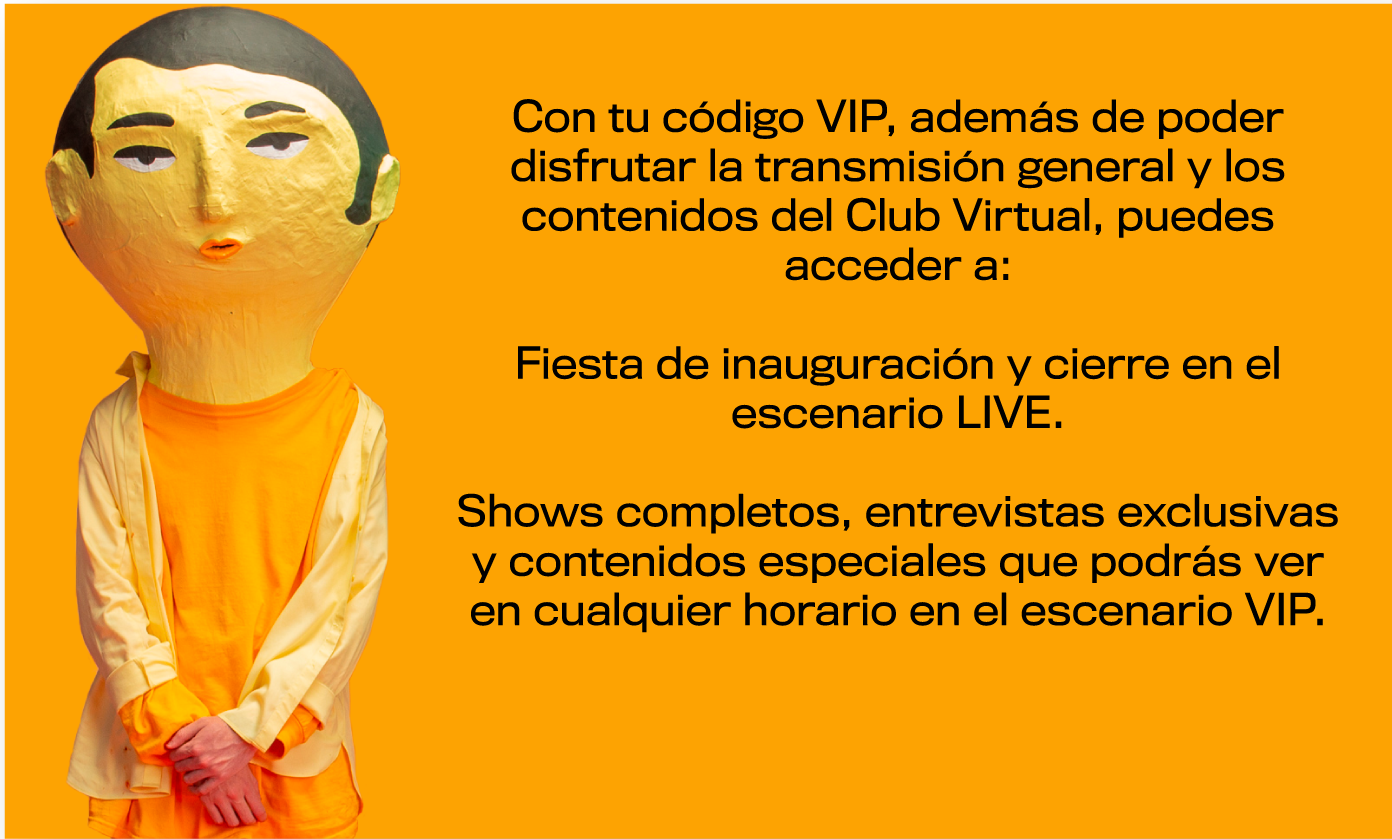 Con tu código VIP, además de poder
disfrutar la transmisión general y los
contenidos del Club Virtual, puedes
acceder a:
Fiesta de inauguración y cierre en el
escenario LIVE.
Shows completos, entrevistas exclusivas
y contenidos especiales que podrás ver
en cualquier horario en el escenario VIP.